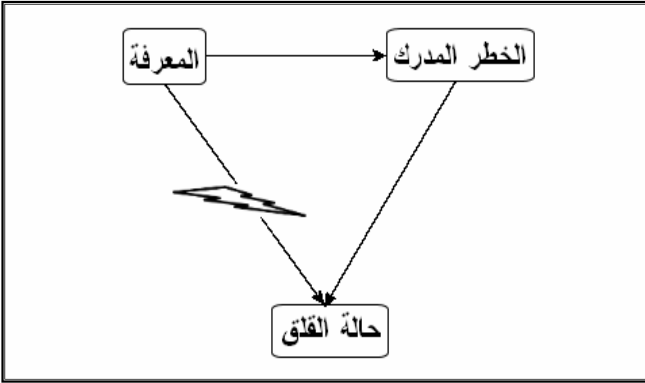 الخطر المدرك
المعرفة
حالة القلق